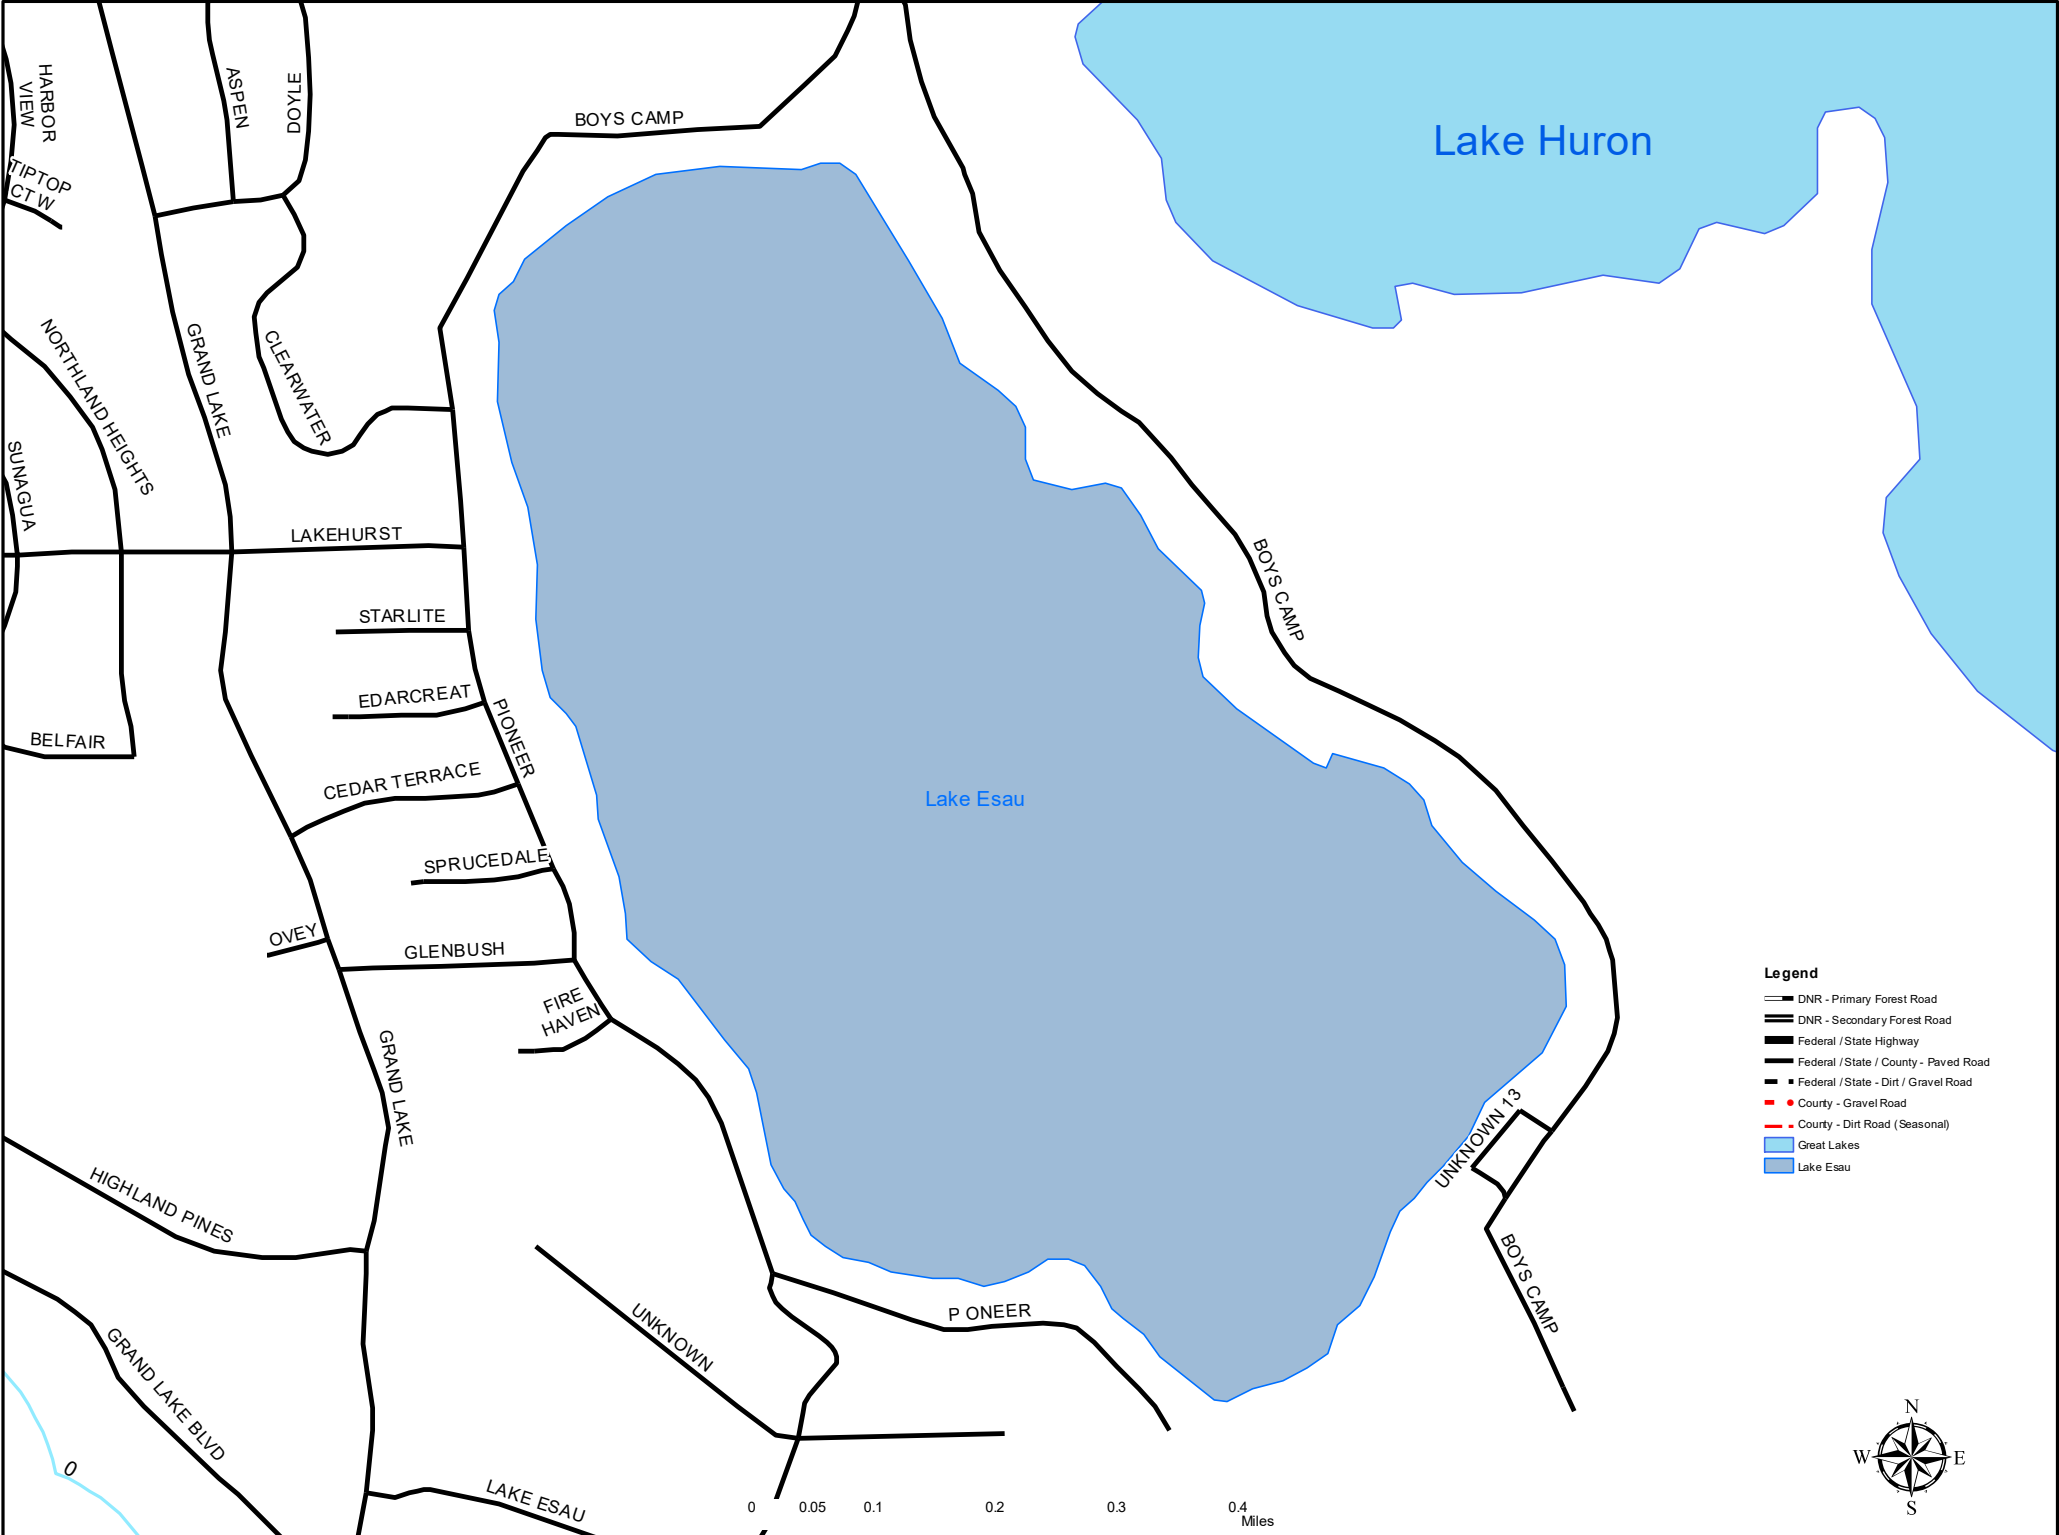 HARBOR
VIEW
ASPEN
DOYLE
BOYS CAMP
Lake Huron
TIPTOP
CT W
NORTHLAND HEIGHTS
GRAND LAKE
CLEARWATER
SUNAGUA
LAKEHURST
BOYS CAMP
STARLITE
EDARCREAT
PIONEER
BELFAIR
CEDAR TERRACE
Lake Esau
SPRUCEDALE
OVEY
GLENBUSH
FIRE
HAVEN
GRAND LAKE
Legend
DNR - Primary Forest Road
DNR - Secondary Forest Road
Federal / State Highway
Federal / State / County - Paved Road
Federal / State - Dirt / Gravel Road
County - Gravel Road
County - Dirt Road (Seasonal)
Great Lakes
Lake Esau
UNKNOWN 13
HIGHLAND PINES
BOYS CAMP
UNKNOWN
P ONEER
GRAND LAKE BLVD
0
LAKE ESAU
0 0.05 0.1 0.2 0.3 0.4
Miles
N
W E
S